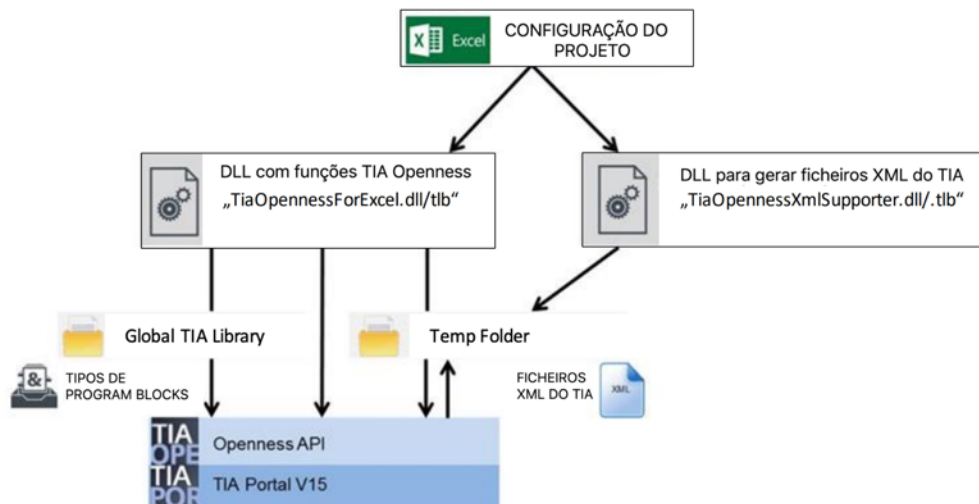 Excel
CONFIGURAÇÃO DO
PROJETO
DLL com funções TIA Openness
„TiaOpennessForExcel.dll/tlb“
DLL para gerar ficheiros XML do TIA
„TiaOpennessXmlSupporter.dll/.tlb“
Global TIA Library
Temp Folder
&
TIPOS DE
PROGRAM BLOCKS
FICHEIROS
XML DO TIA
XML
TIA
OPE
Openness API
TIA
POR
TIA Portal V15